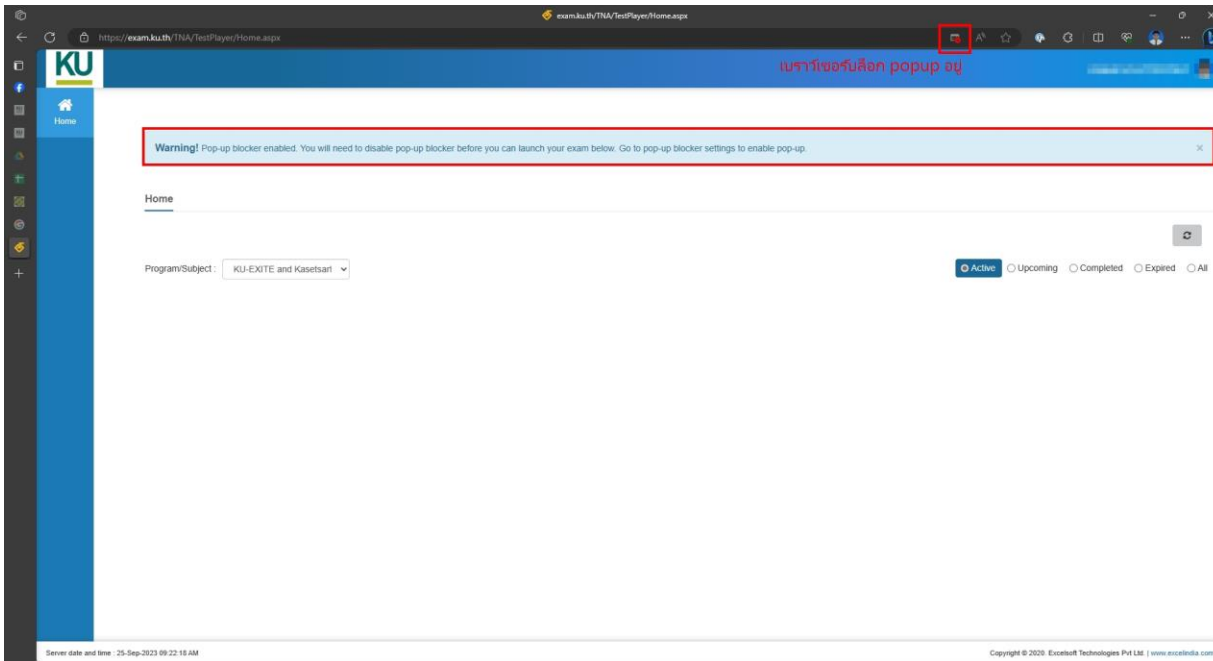 exam.ku.th/TNA/TestPlayer/Home.aspx
https://exam.ku.th/TNA/TestPlayer/Home.aspx
KU
เบราว์เซอร์บล็อก popup อยู่
Home
Warning! Pop-up blocker enabled. You will need to disable pop-up blocker before you can launch your exam below. Go to pop-up blocker settings to enable pop-up.
Home
Program/Subject : KU-EXITE and Kasetsart
Active Upcoming Completed Expired All
Server date and time : 25-Sep-2023 09:22:18 AM
Copyright © 2020. Excelsoft Technologies Pvt Ltd. | www.excelindia.com